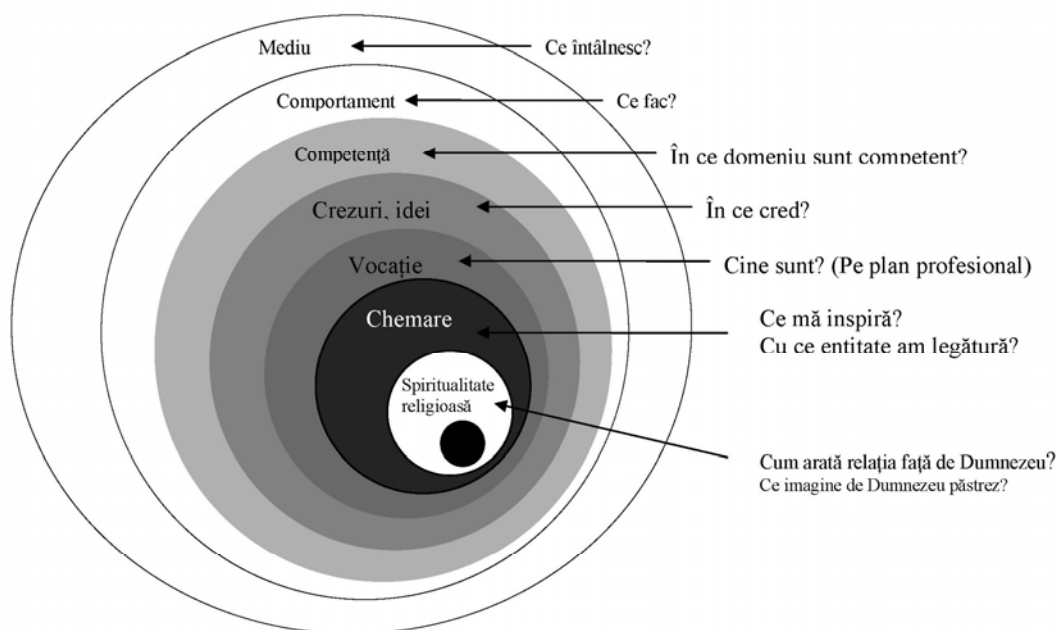 Mediu
Ce întâlnesc?
Comportament
Ce fac?
Competență
În ce domeniu sunt competent?
Crezuri, idei
În ce cred?
Vocație
Cine sunt? (Pe plan profesional)
Chemare
Ce mă inspiră?
Cu ce entitate am legătură?
Spiritualitate
religioasă
Cum arată relația față de Dumnezeu?
Ce imagine de Dumnezeu păstrez?